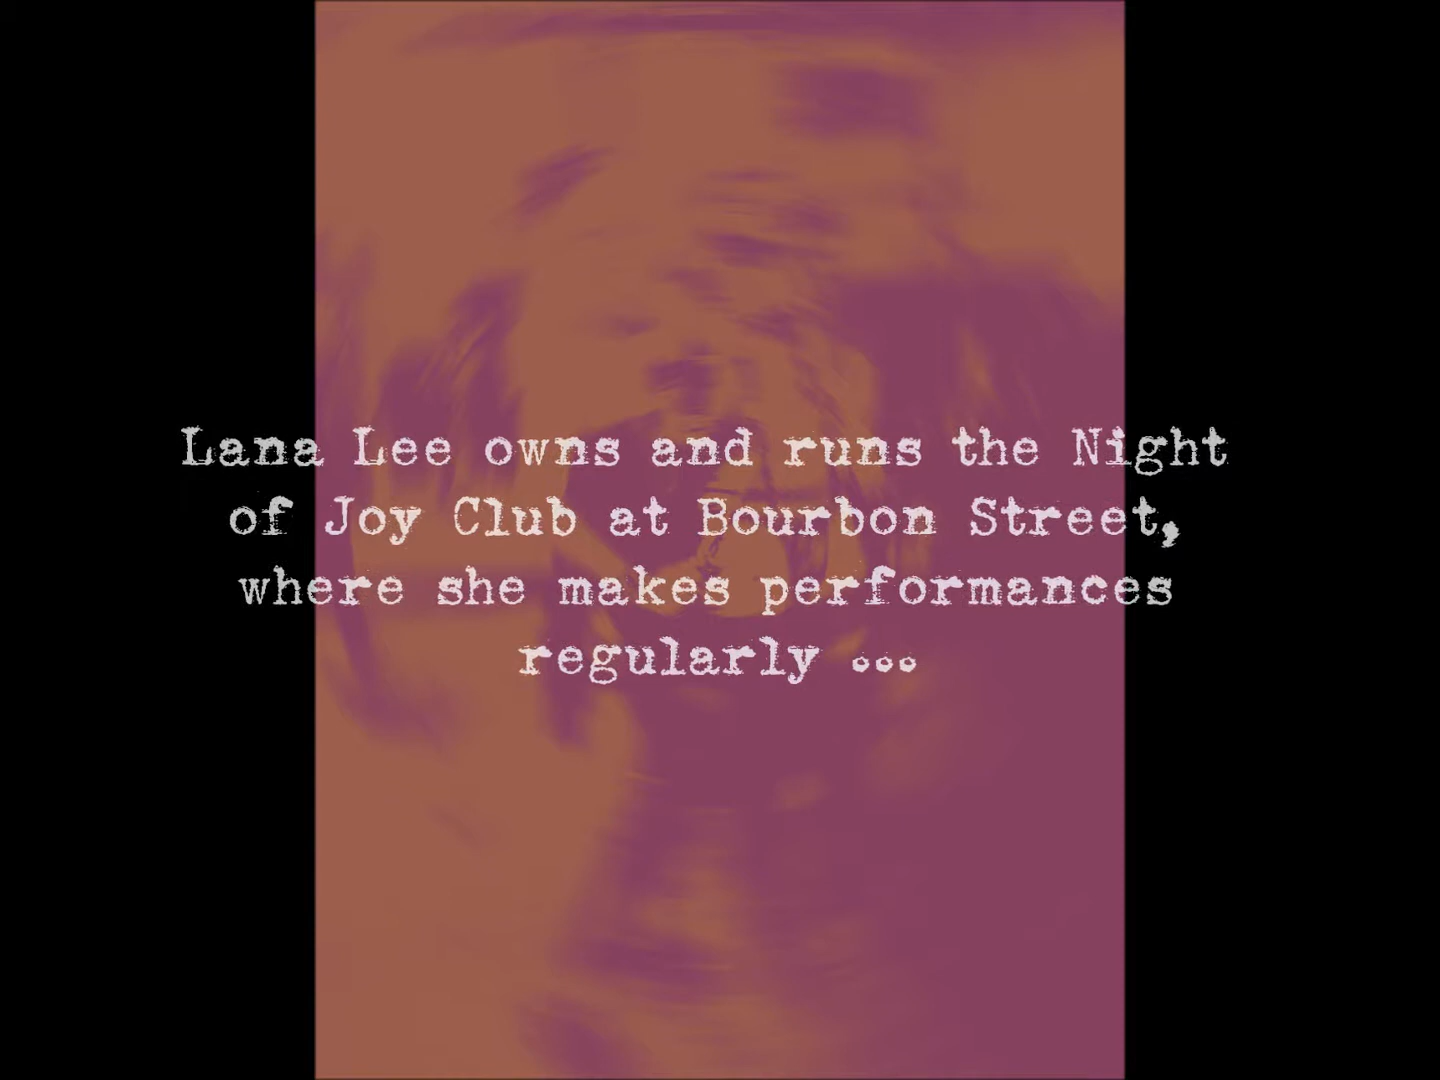 Lana Lee owns and runs the Night
of Joy Club at Bourbon Street,
where she makes performances
regularly ...